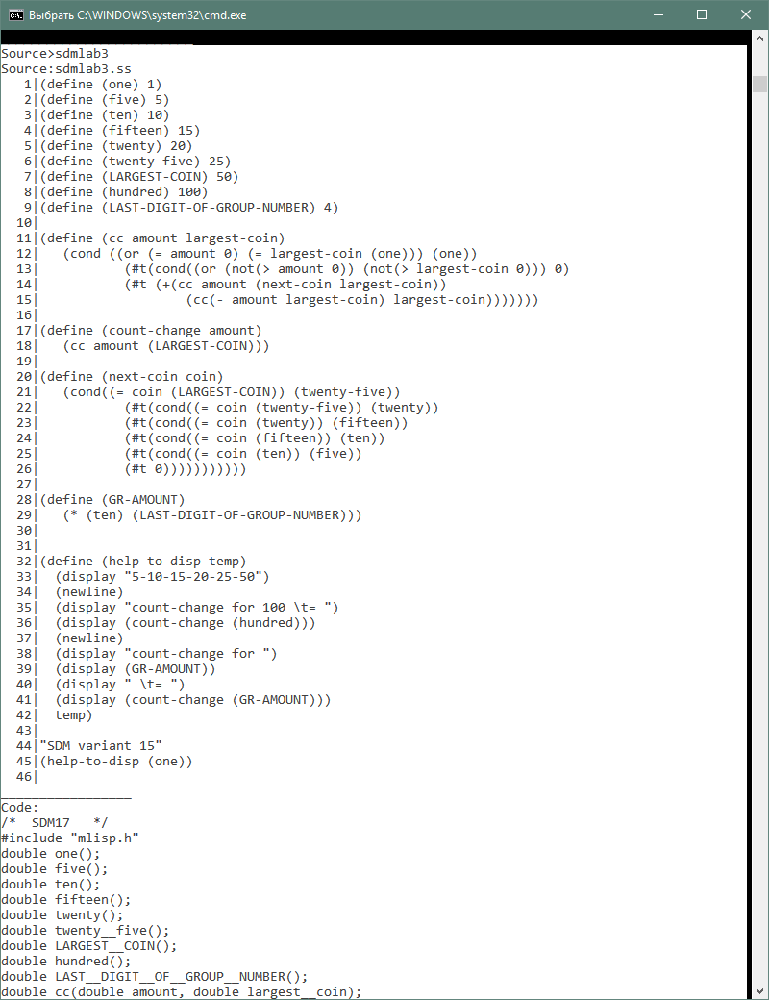 Выбрать C:\WINDOWS\system32\cmd.exe
Source>sdmlab3
Source:sdmlab3.ss
   1|(define (one) 1)
   2|(define (five) 5)
   3|(define (ten) 10)
   4|(define (fifteen) 15)
   5|(define (twenty) 20)
   6|(define (twenty-five) 25)
   7|(define (LARGEST-COIN) 50)
   8|(define (hundred) 100)
   9|(define (LAST-DIGIT-OF-GROUP-NUMBER) 4)
  10|
  11|(define (cc amount largest-coin)
  12|   (cond ((or (= amount 0) (= largest-coin (one))) (one))
  13|           (#t(cond((or (not(> amount 0)) (not(> largest-coin 0))) 0)
  14|           (#t (+(cc amount (next-coin largest-coin))
  15|                   (cc(- amount largest-coin) largest-coin)))))))
  16|
  17|(define (count-change amount)
  18|   (cc amount (LARGEST-COIN)))
  19|
  20|(define (next-coin coin)
  21|   (cond((= coin (LARGEST-COIN)) (twenty-five))
  22|           (#t(cond((= coin (twenty-five)) (twenty))
  23|           (#t(cond((= coin (twenty)) (fifteen))
  24|           (#t(cond((= coin (fifteen)) (ten))
  25|           (#t(cond((= coin (ten)) (five))
  26|           (#t 0)))))))))))
  27|
  28|(define (GR-AMOUNT)
  29|   (* (ten) (LAST-DIGIT-OF-GROUP-NUMBER)))
  30|
  31|
  32|(define (help-to-disp temp)
  33|  (display "5-10-15-20-25-50")
  34|  (newline)
  35|  (display "count-change for 100 \t= ")
  36|  (display (count-change (hundred)))
  37|  (newline)
  38|  (display "count-change for ")
  39|  (display (GR-AMOUNT))
  40|  (display " \t= ")
  41|  (display (count-change (GR-AMOUNT)))
  42|  temp)
  43|
  44|"SDM variant 15"
  45|(help-to-disp (one))
  46|
_________________
Code:
/*  SDM17   */
#include "mlisp.h"
double one();
double five();
double ten();
double fifteen();
double twenty();
double twenty__five();
double LARGEST__COIN();
double hundred();
double LAST__DIGIT__OF__GROUP__NUMBER();
double cc(double amount, double largest__coin);